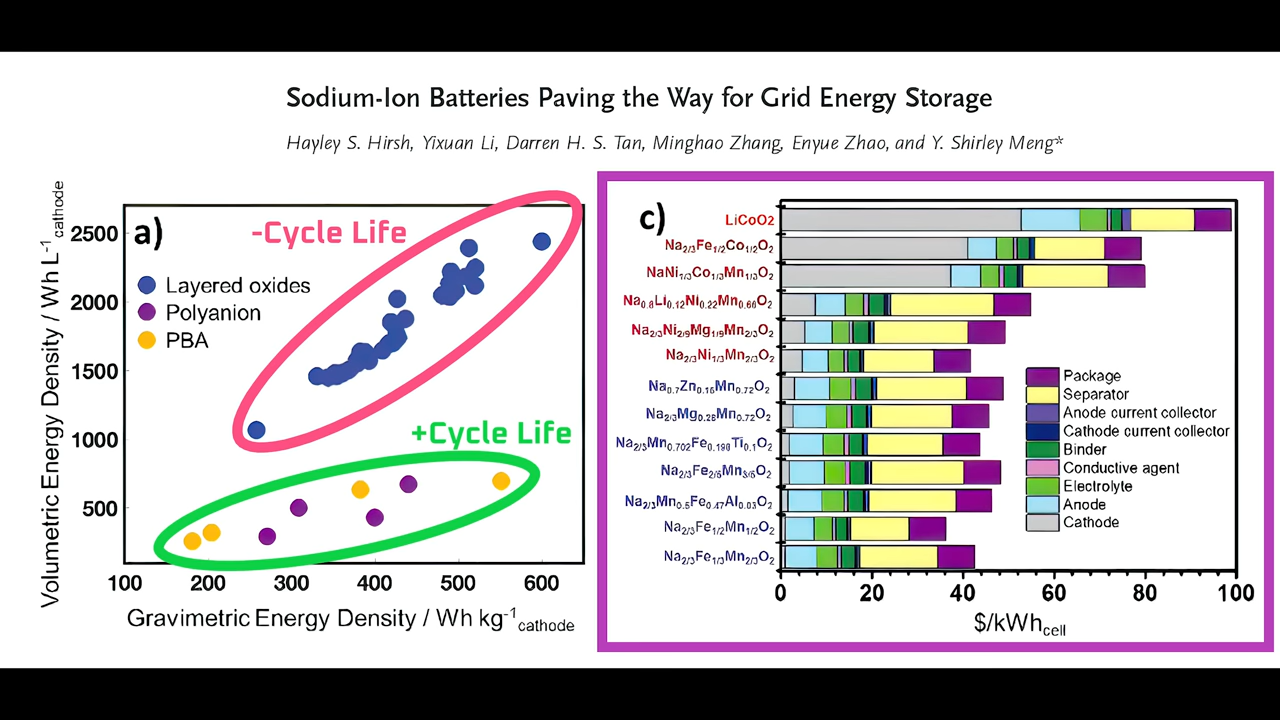 Sodium-Ion Batteries Paving the Way for Grid Energy Storage
Hayley S. Hirsh, Yixuan Li, Darren H. S. Tan, Minghao Zhang, Enyue Zhao, and Y. Shirley Meng*
a)
-Cycle Life
Layered oxides
Polyanion
PBA
+Cycle Life
Volumetric Energy Density / Wh L⁻¹cathode
2500
2000
1500
1000
500
100 200 300 400 500 600
Gravimetric Energy Density / Wh kg⁻¹cathode
c)
LiCoO2
Na₂/₃Fe₁/₂Co₁/₂O₂
NaNi₁/₃Co₁/₃Mn₁/₃O₂
Na₀.₈Li₀.₁₂Ni₀.₂₂Mn₀.₆₆O₂
Na₂/₃Ni₂/₉Mg₁/₉Mn₂/₃O₂
Na₂/₃Ni₁/₃Mn₂/₃O₂
Na₀.₇Zn₀.₁₅Mn₀.₇₂O₂
Na₂/₃Mg₀.₂₈Mn₀.₇₂O₂
Na₂/₃Mn₀.₇₀₂Fe₀.₁₉₈Ti₀.₁O₂
Na₂/₃Fe₂/₅Mn₃/₅O₂
Na₂/₃Mn₀.₅Fe₀.₄₇Al₀.₀₃O₂
Na₂/₃Fe₁/₂Mn₁/₂O₂
Na₂/₃Fe₁/₃Mn₂/₃O₂
Package
Separator
Anode current collector
Cathode current collector
Binder
Conductive agent
Electrolyte
Anode
Cathode
0 20 40 60 80 100
$/kWhcell